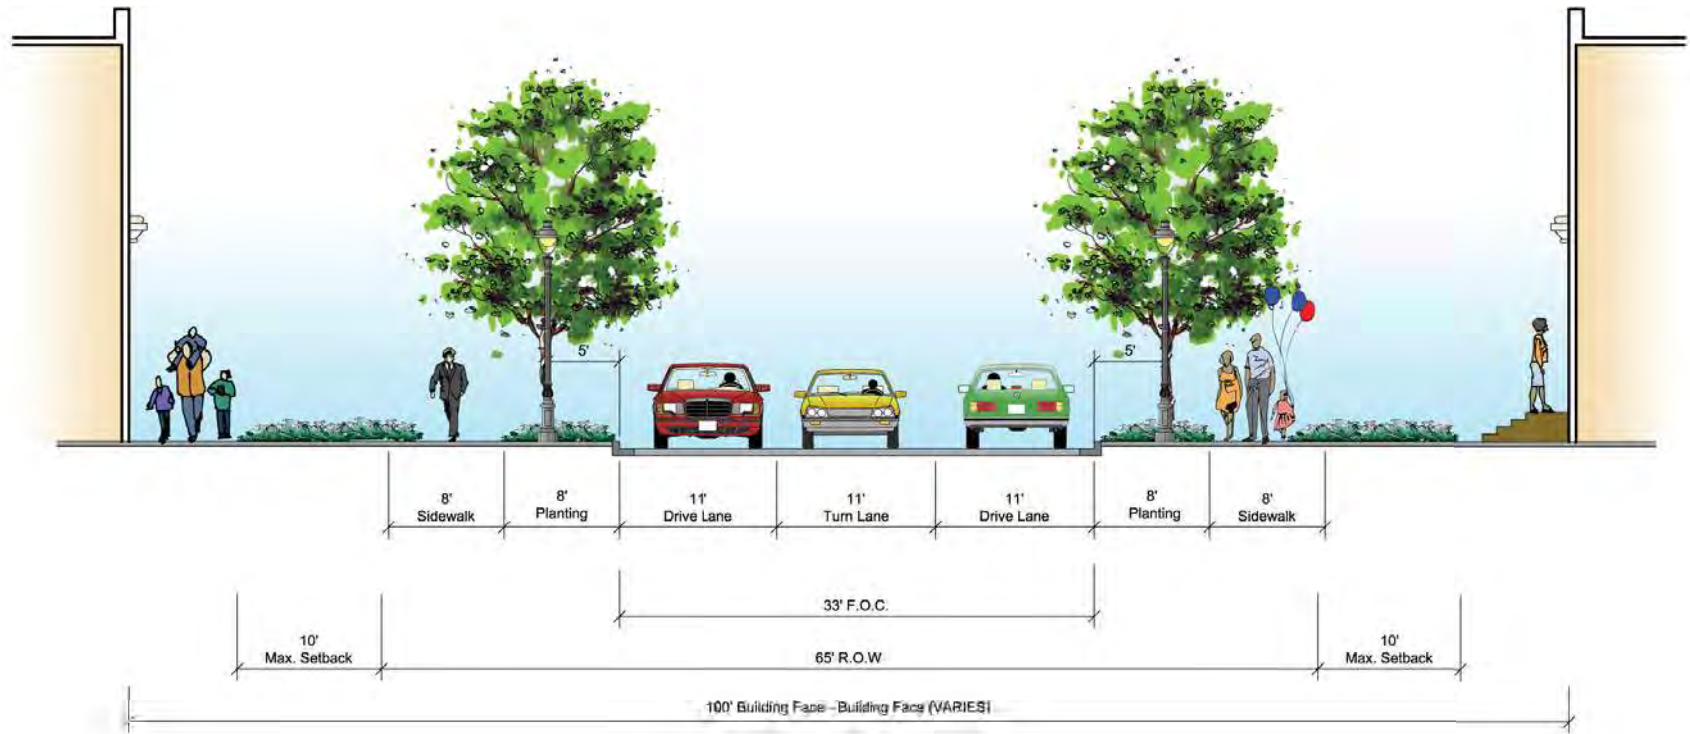 5'
5'
8'
Sidewalk
8'
Planting
11'
Drive Lane
11'
Turn Lane
11'
Drive Lane
8'
Planting
8'
Sidewalk
33' F.O.C.
10'
Max. Setback
65' R.O.W
10'
Max. Setback
100' Building Face - Building Face (VARIES)